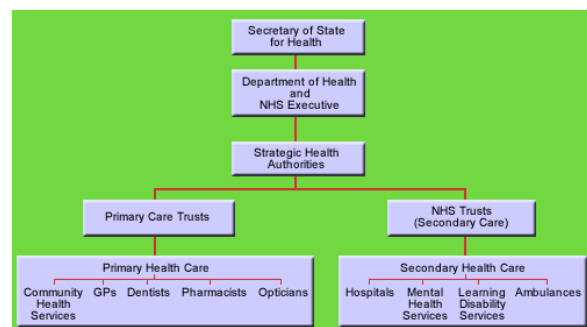 Secretary of State
for Health
Department of Health
and
NHS Executive
Strategic Health
Authorities
Primary Care Trusts
NHS Trusts
(Secondary Care)
Primary Health Care
Community
Health
Services
GPs
Dentists
Pharmacists
Opticians
Secondary Health Care
Hospitals
Mental
Health
Services
Learning
Disability
Services
Ambulances